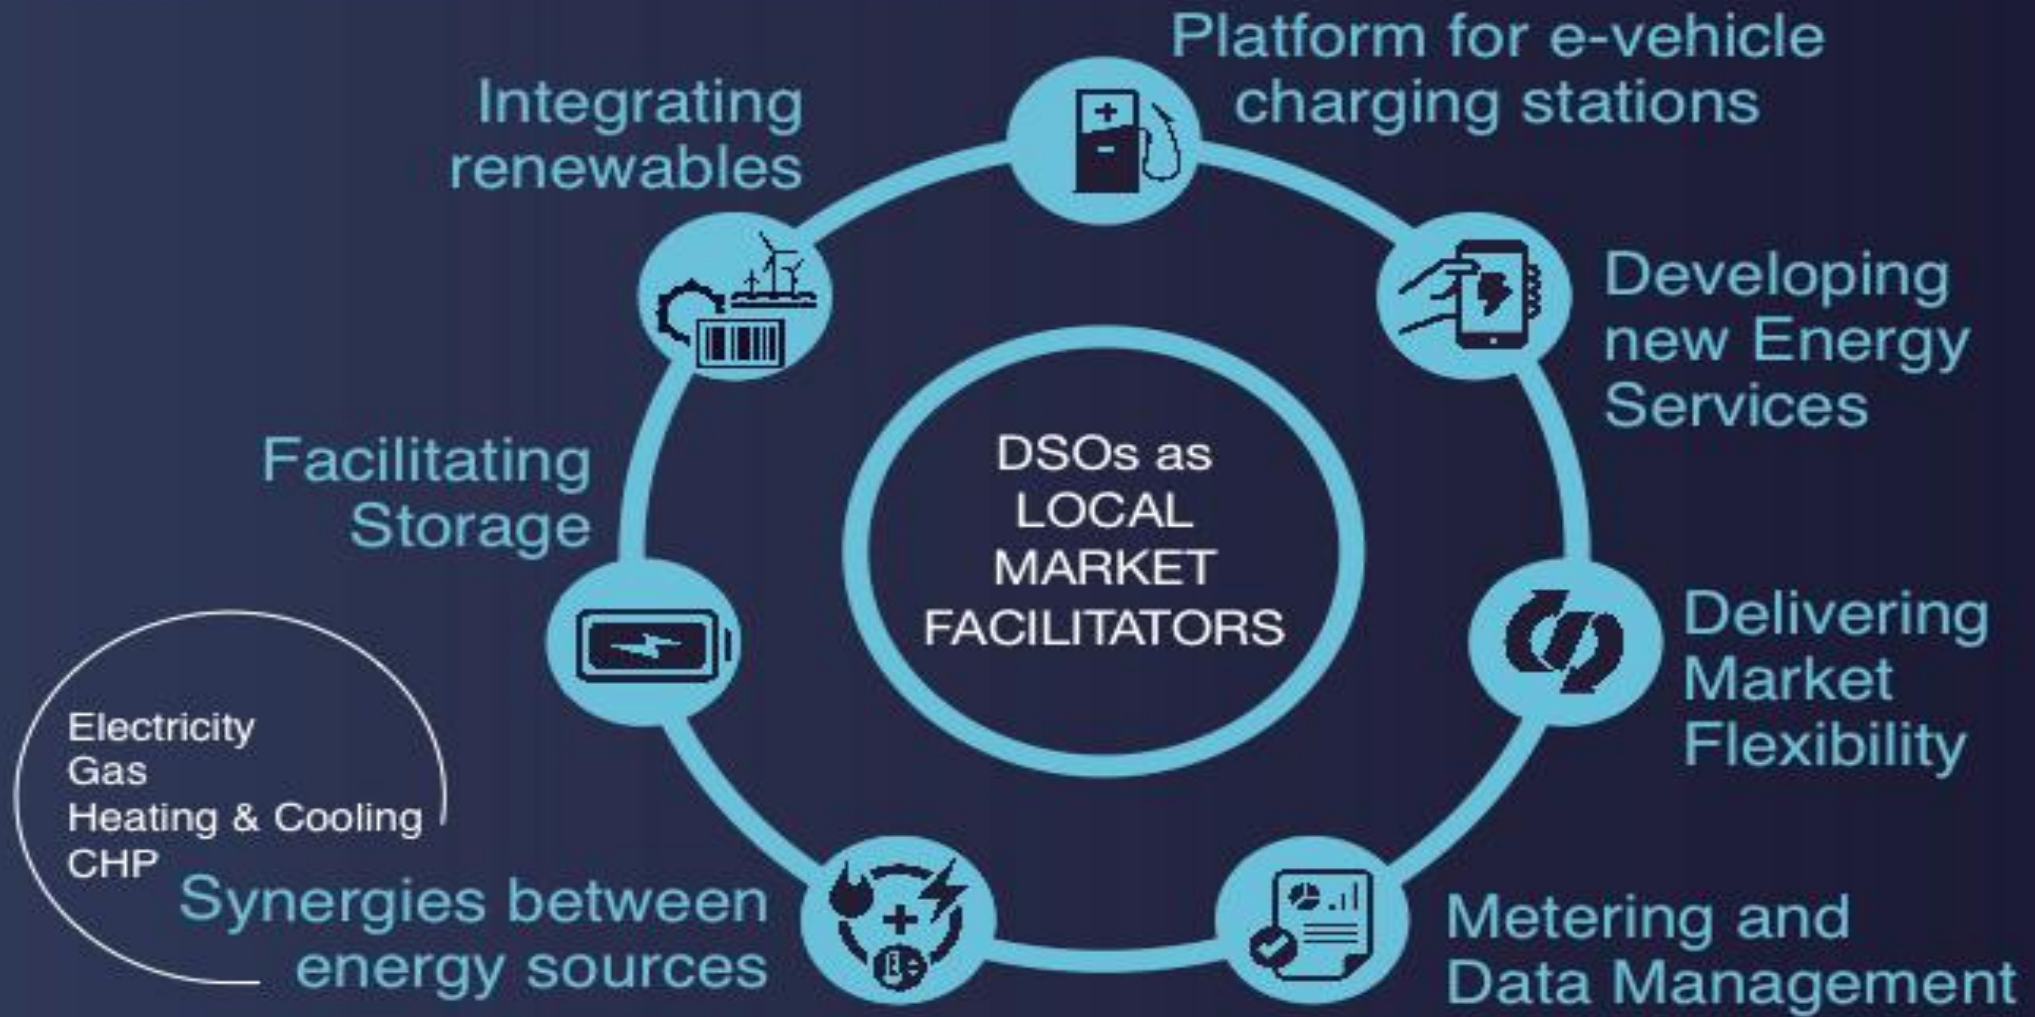 Platform for e-vehicle
charging stations
Integrating
renewables
Developing
new Energy
Services
Facilitating
Storage
DSOs as
LOCAL
MARKET
FACILITATORS
Delivering
Market
Flexibility
Electricity
Gas
Heating & Cooling
CHP
Synergies between
energy sources
Metering and
Data Management